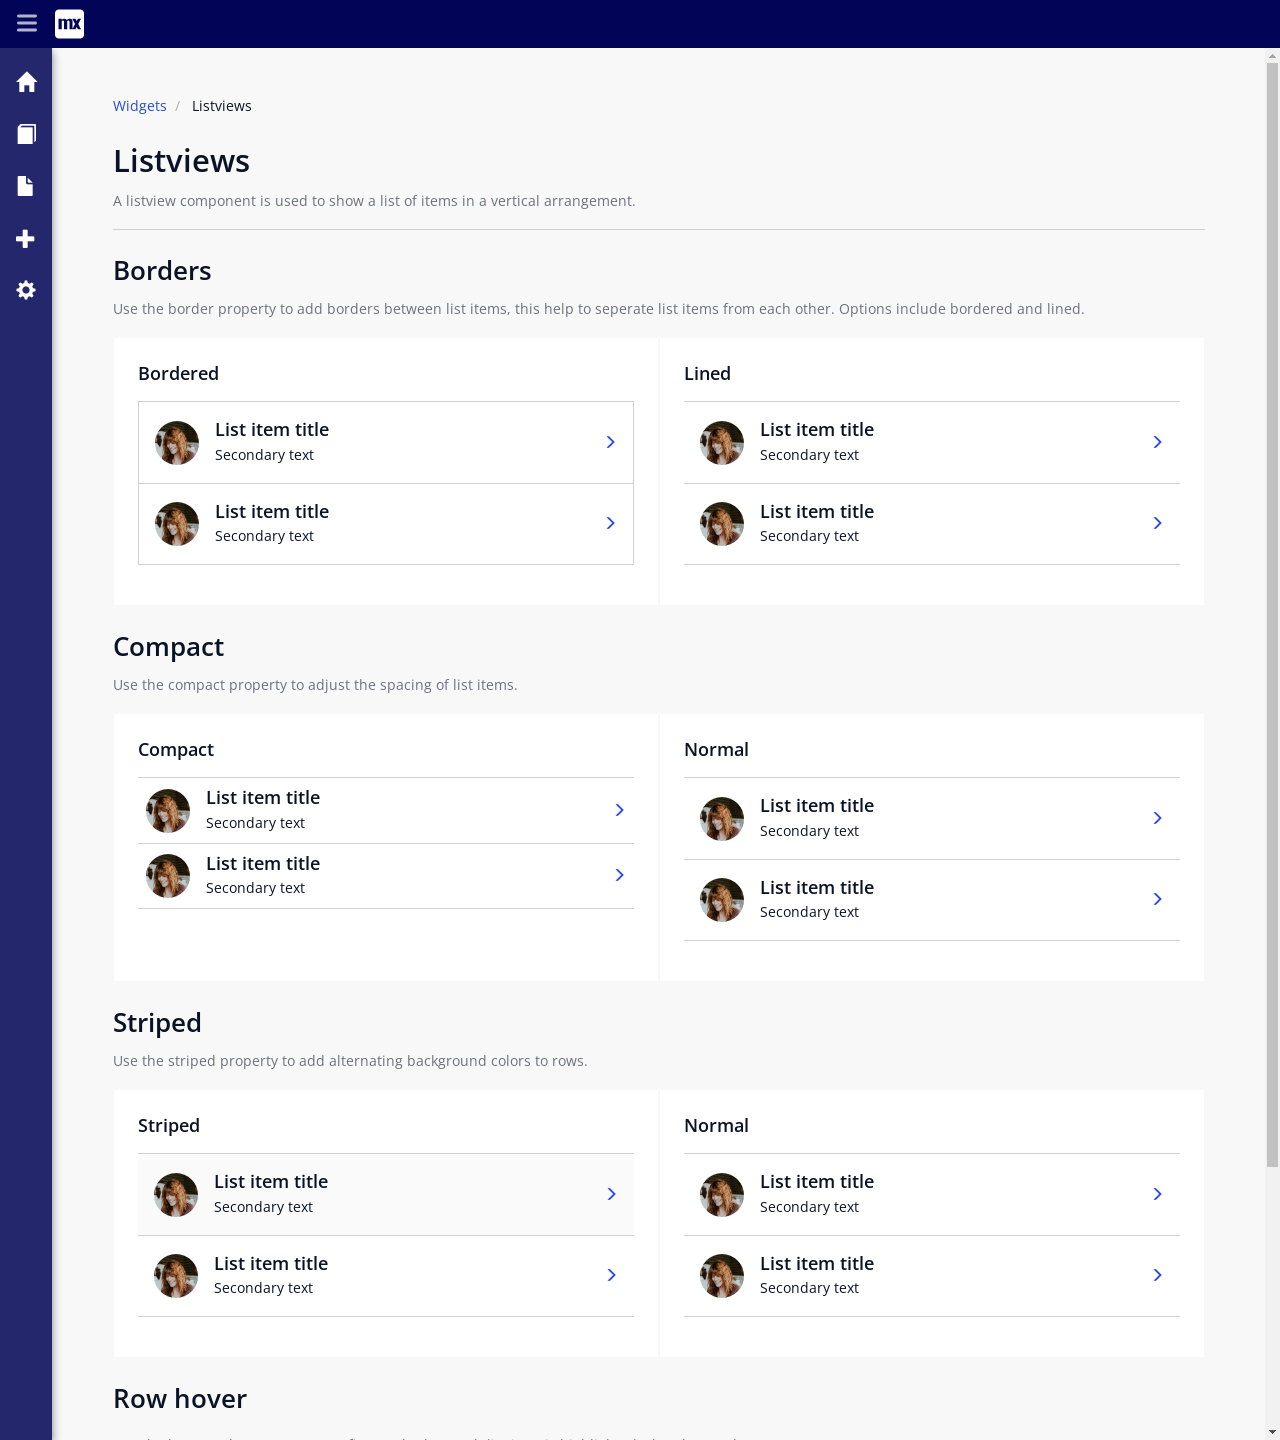 mx
Widgets / Listviews
Listviews
A listview component is used to show a list of items in a vertical arrangement.
Borders
Use the border property to add borders between list items, this help to seperate list items from each other. Options include bordered and lined.
Bordered
List item title
Secondary text
List item title
Secondary text
Lined
List item title
Secondary text
List item title
Secondary text
Compact
Use the compact property to adjust the spacing of list items.
Compact
List item title
Secondary text
List item title
Secondary text
Normal
List item title
Secondary text
List item title
Secondary text
Striped
Use the striped property to add alternating background colors to rows.
Striped
List item title
Secondary text
List item title
Secondary text
Normal
List item title
Secondary text
List item title
Secondary text
Row hover